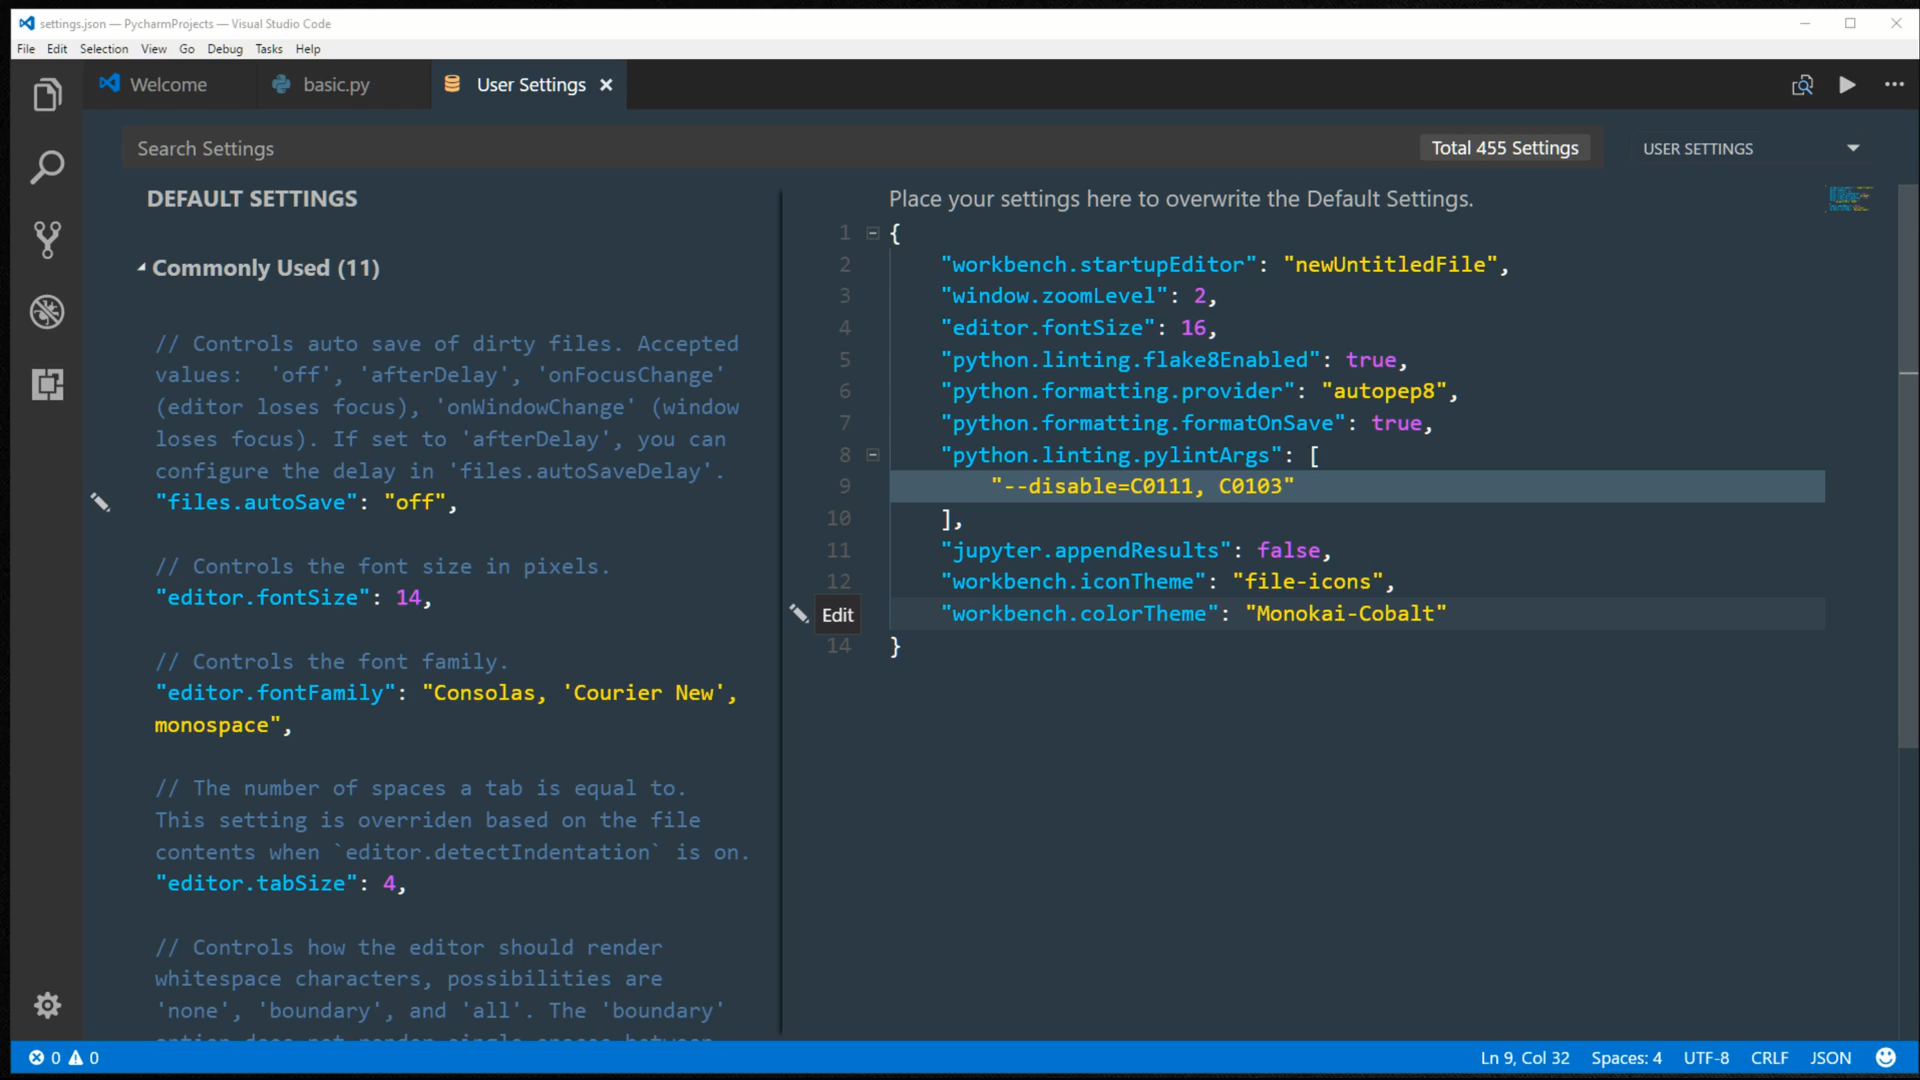 settings.json — PycharmProjects — Visual Studio Code
File Edit Selection View Go Debug Tasks Help
Welcome basic.py User Settings
Search Settings Total 455 Settings USER SETTINGS
DEFAULT SETTINGS
Commonly Used (11)
// Controls auto save of dirty files. Accepted
values:  'off', 'afterDelay', 'onFocusChange'
(editor loses focus), 'onWindowChange' (window
loses focus). If set to 'afterDelay', you can
configure the delay in 'files.autoSaveDelay'.
"files.autoSave": "off",
// Controls the font size in pixels.
"editor.fontSize": 14,
// Controls the font family.
"editor.fontFamily": "Consolas, 'Courier New',
monospace",
// The number of spaces a tab is equal to.
This setting is overriden based on the file
contents when `editor.detectIndentation` is on.
"editor.tabSize": 4,
// Controls how the editor should render
whitespace characters, possibilities are
'none', 'boundary', and 'all'. The 'boundary'
option does not render single spaces between
Place your settings here to overwrite the Default Settings.
1 {
2 "workbench.startupEditor": "newUntitledFile",
3 "window.zoomLevel": 2,
4 "editor.fontSize": 16,
5 "python.linting.flake8Enabled": true,
6 "python.formatting.provider": "autopep8",
7 "python.formatting.formatOnSave": true,
8 "python.linting.pylintArgs": [
9 "--disable=C0111, C0103"
10 ],
11 "jupyter.appendResults": false,
12 "workbench.iconTheme": "file-icons",
Edit "workbench.colorTheme": "Monokai-Cobalt"
14 }
0 0 Ln 9, Col 32 Spaces: 4 UTF-8 CRLF JSON